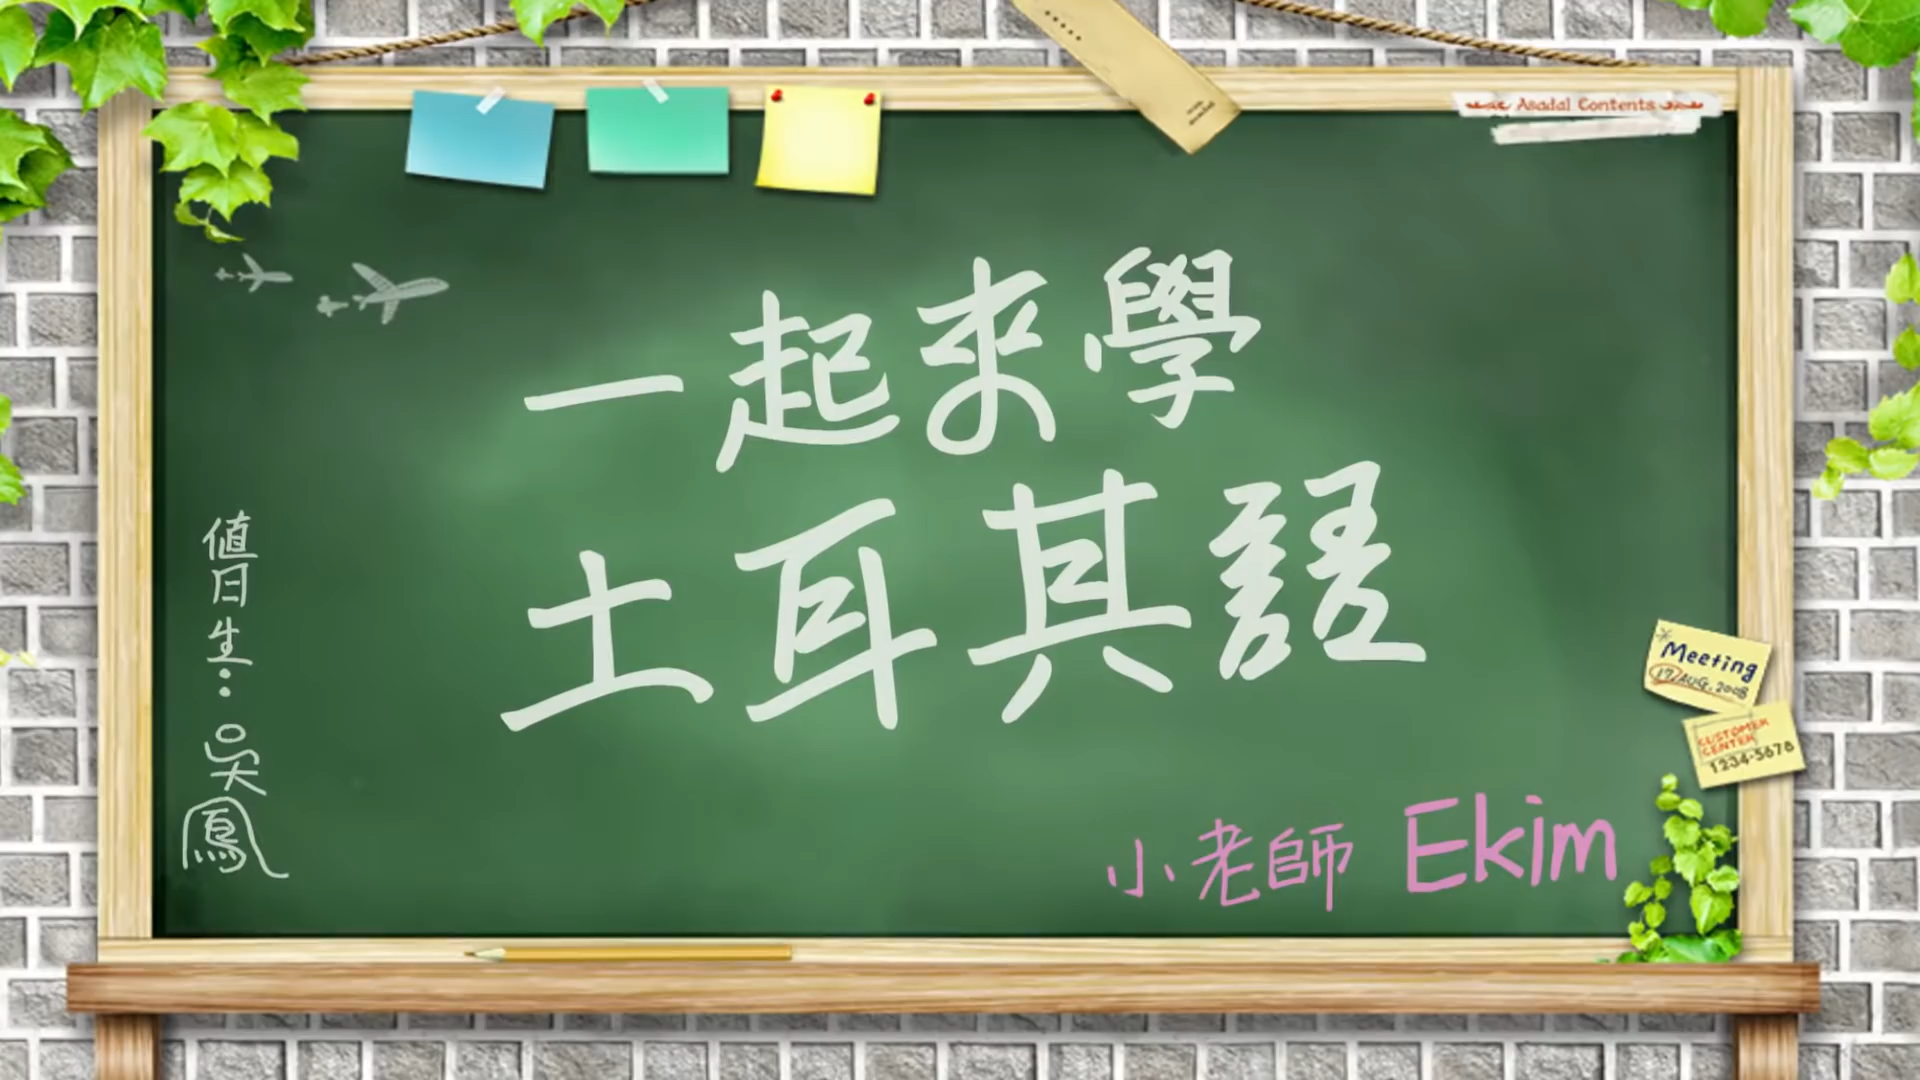 Asadal Contents
一起來學
土耳其語
值日生：吳鳳
Meeting
17/AUG, 2008
CUSTOMER
CENTER
1234-5678
小老師 Ekim